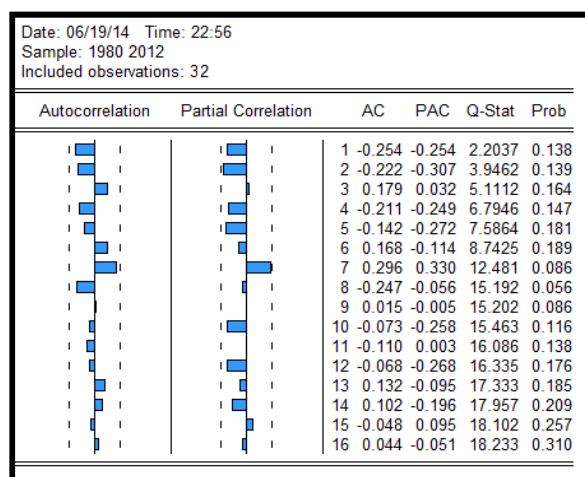 Date: 06/19/14 Time: 22:56
Sample: 1980 2012
Included observations: 32
Autocorrelation Partial Correlation AC PAC Q-Stat Prob
1 -0.254 -0.254 2.2037 0.138
2 -0.222 -0.307 3.9462 0.139
3 0.179 0.032 5.1112 0.164
4 -0.211 -0.249 6.7946 0.147
5 -0.142 -0.272 7.5864 0.181
6 0.168 -0.114 8.7425 0.189
7 0.296 0.330 12.481 0.086
8 -0.247 -0.056 15.192 0.056
9 0.015 -0.005 15.202 0.086
10 -0.073 -0.258 15.463 0.116
11 -0.110 0.003 16.086 0.138
12 -0.068 -0.268 16.335 0.176
13 0.132 -0.095 17.333 0.185
14 0.102 -0.196 17.957 0.209
15 -0.048 0.095 18.102 0.257
16 0.044 -0.051 18.233 0.310